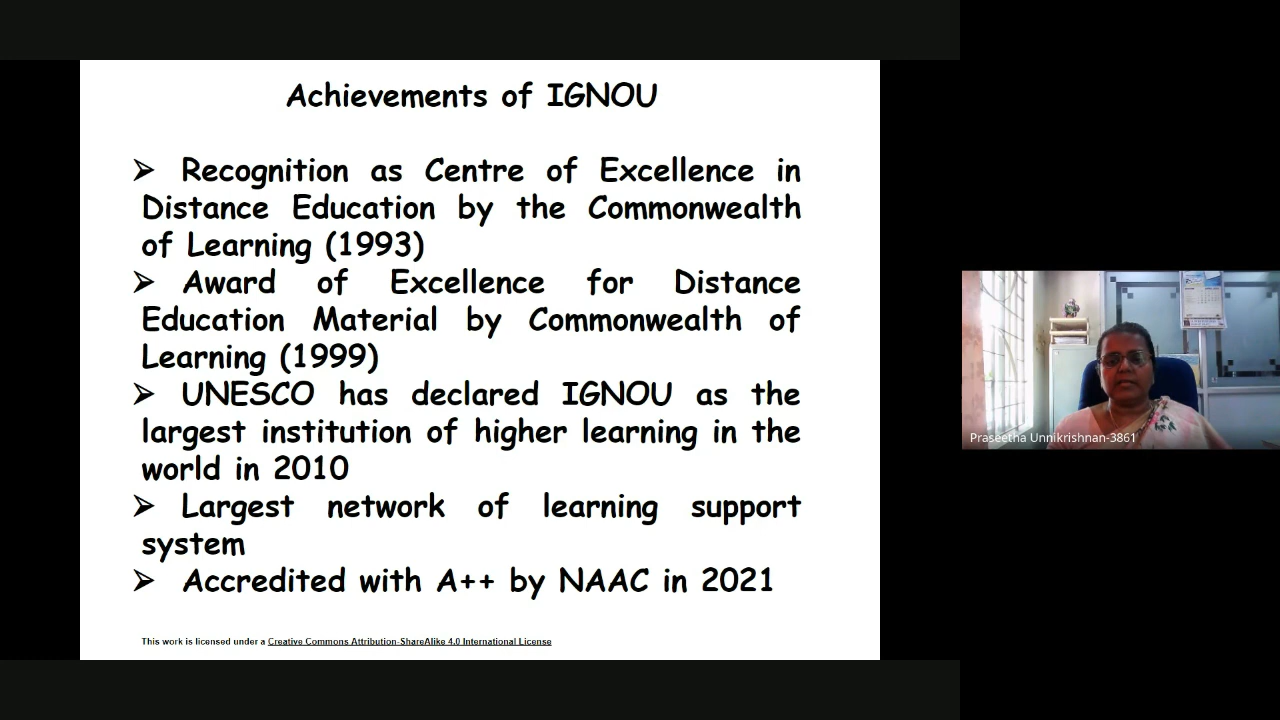 Achievements of IGNOU
➢ Recognition as Centre of Excellence in
Distance Education by the Commonwealth
of Learning (1993)
➢ Award of Excellence for Distance
Education Material by Commonwealth of
Learning (1999)
➢ UNESCO has declared IGNOU as the
largest institution of higher learning in the
world in 2010
➢ Largest network of learning support
system
➢ Accredited with A++ by NAAC in 2021
This work is licensed under a Creative Commons Attribution-ShareAlike 4.0 International License
Praseetha Unnikrishnan-3861